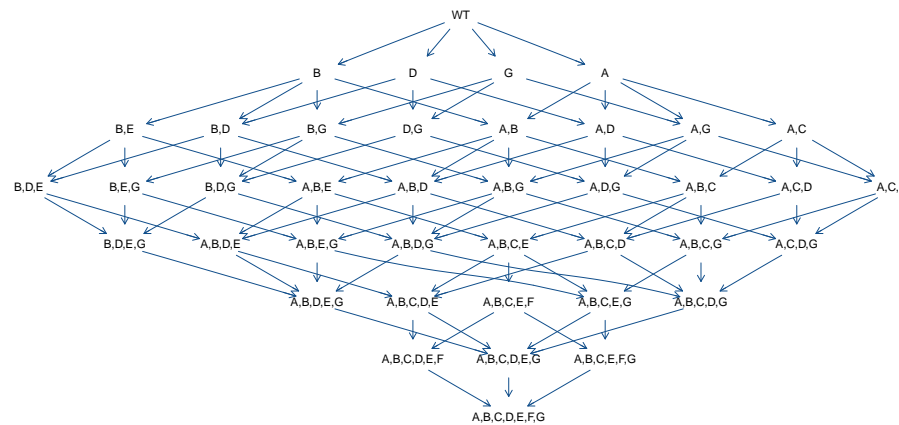 WT
B D G A
B,E B,D B,G D,G A,B A,D A,G A,C
B,D,E B,E,G B,D,G A,B,E A,B,D A,B,G A,D,G A,B,C A,C,D A,C,
B,D,E,G A,B,D,E A,B,E,G A,B,D,G A,B,C,E A,B,C,D A,B,C,G A,C,D,G
A,B,D,E,G A,B,C,D,E A,B,C,E,F A,B,C,E,G A,B,C,D,G
A,B,C,D,E,F A,B,C,D,E,G A,B,C,E,F,G
A,B,C,D,E,F,G